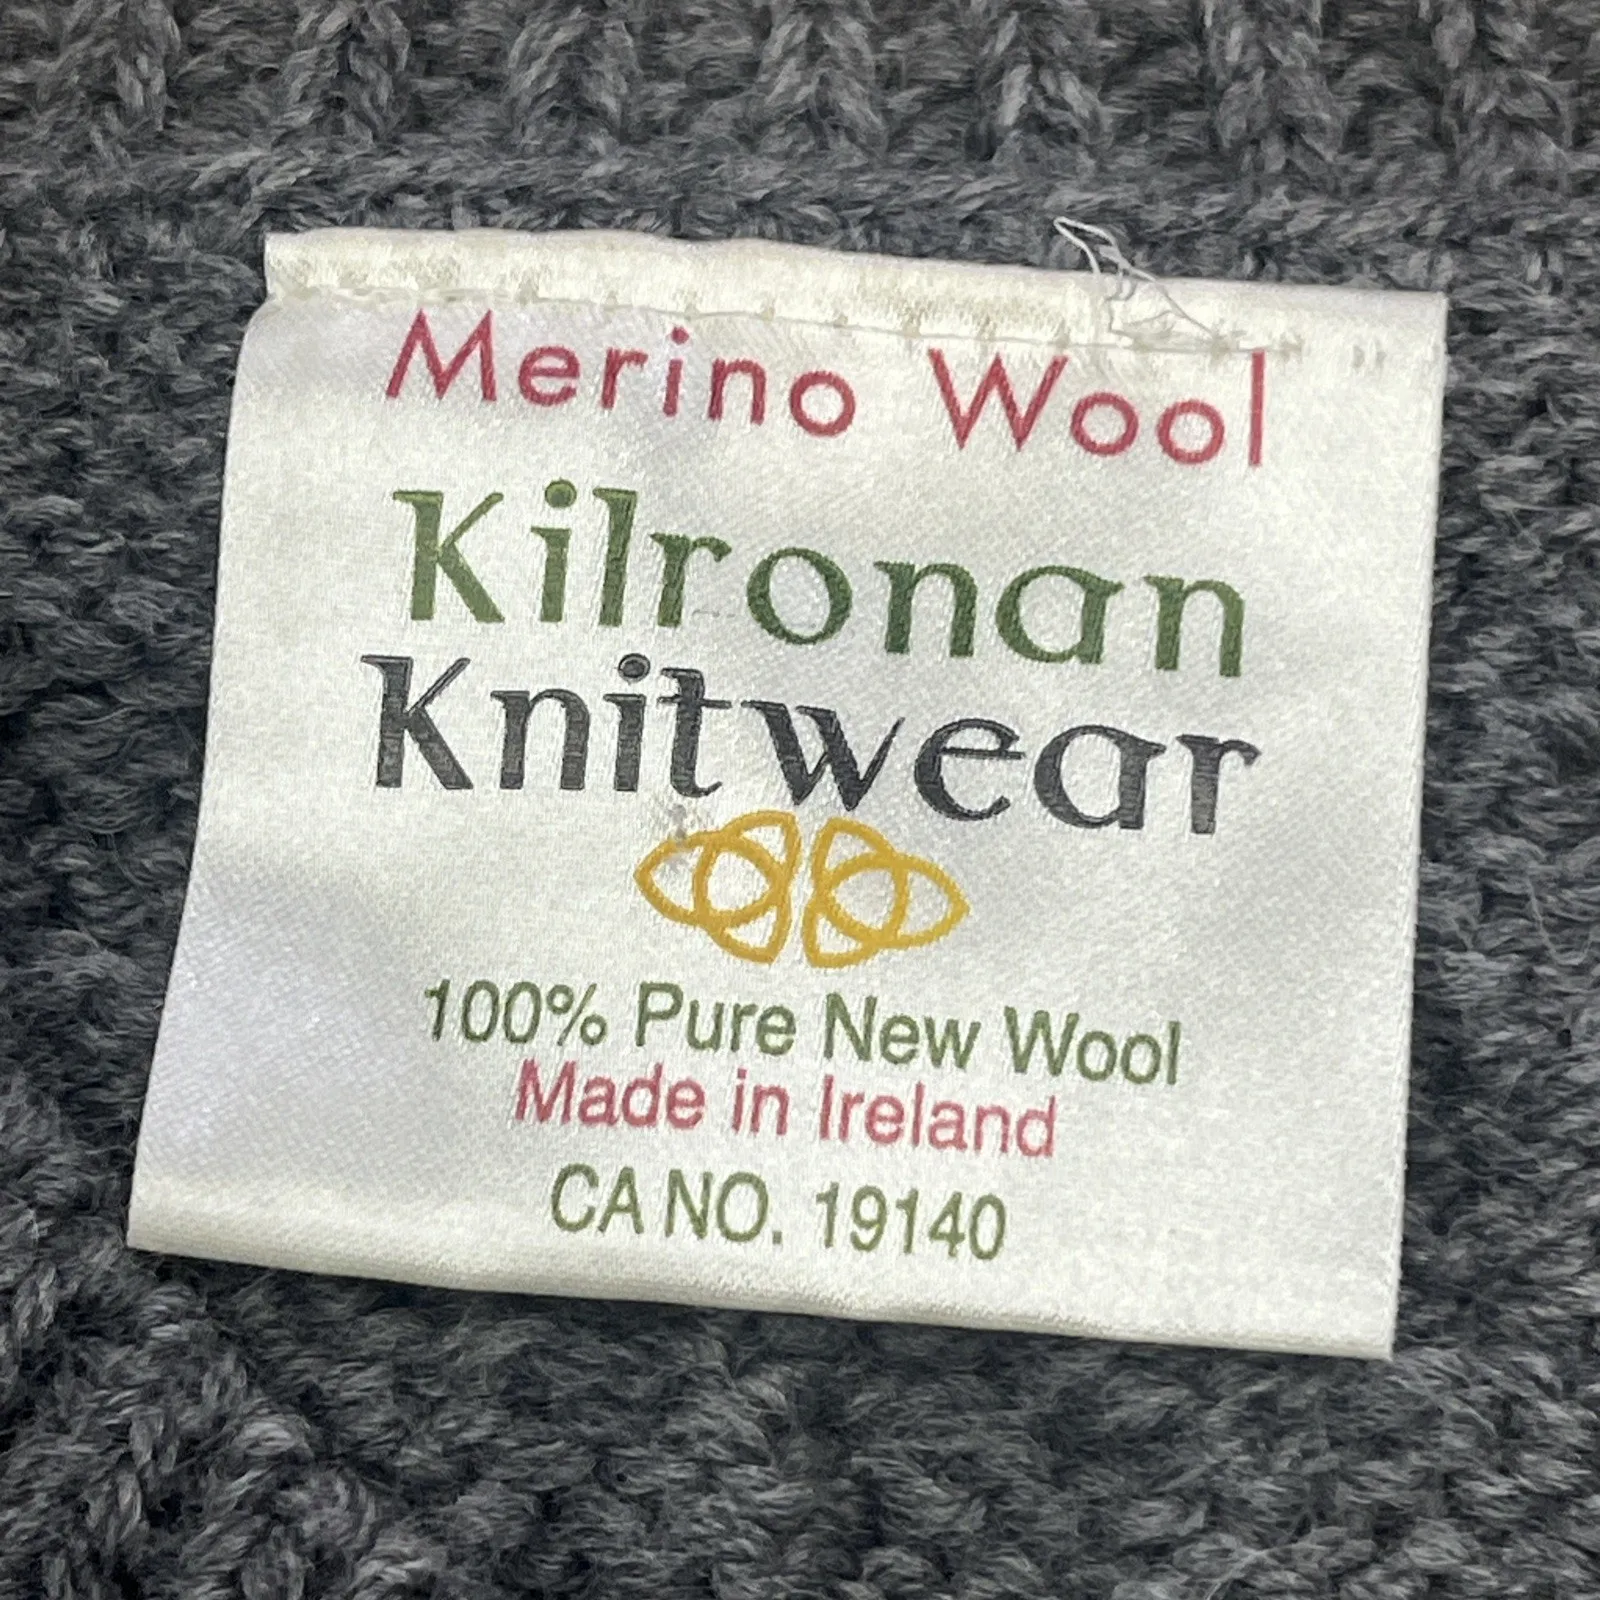 Merino Wool
Kilronan
Knitwear
100% Pure New Wool
Made in Ireland
CA NO. 19140